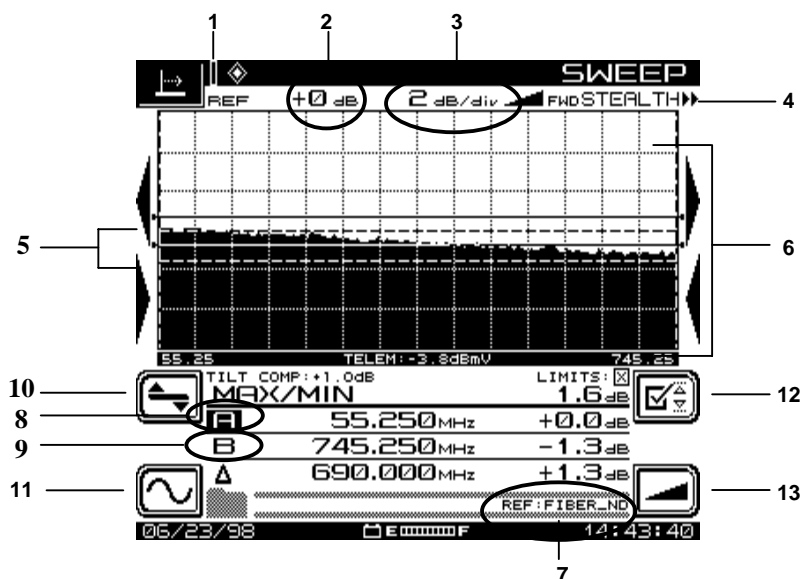 1 2 3
SWEEP
REF +0 dB 2 dB/div FWD STEALTH 4
5 6
55.25 TELEM:-3.8dBmV 745.25
TILT COMP:+1.0dB LIMITS:
10 MAX/MIN 1.6dB 12
8 A 55.250MHz +0.0dB
9 B 745.250MHz -1.3dB
Δ 690.000MHz +1.3dB
11 13
REF:FIBER_ND
06/23/98 E F 14:43:40
7